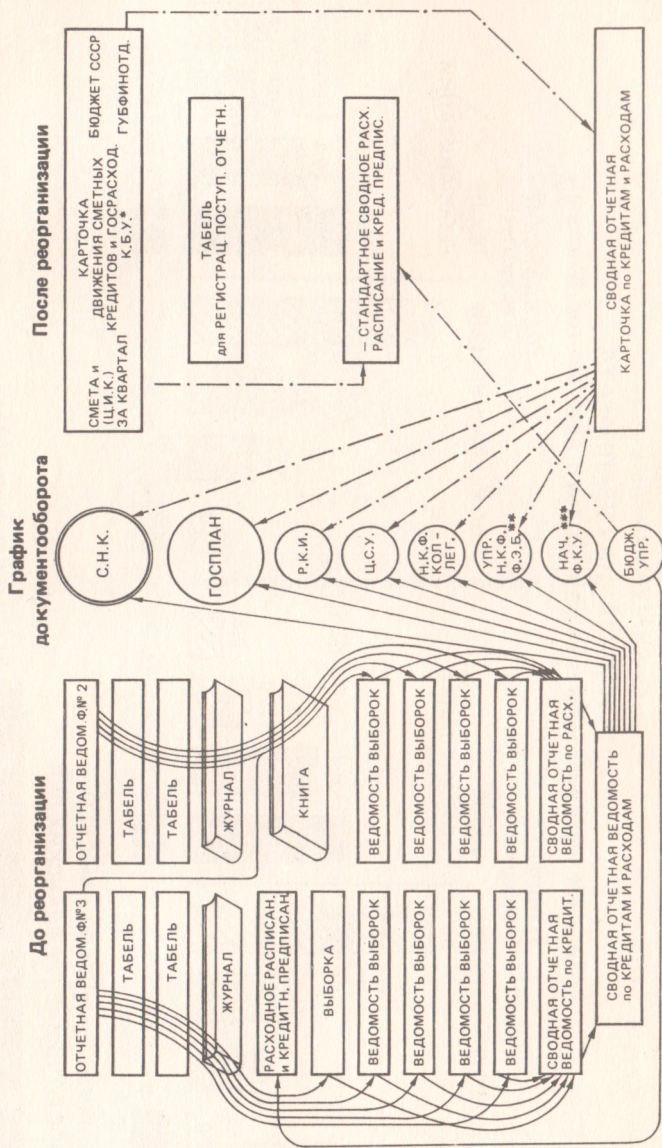 График
документооборота
До реорганизации
После реорганизации
ОТЧЕТНАЯ ВЕДОМ.Ф.№3
ТАБЕЛЬ
ТАБЕЛЬ
ЖУРНАЛ
РАСХОДНОЕ РАСПИСАН.
и КРЕДИТН. ПРЕДПИСАН.
ВЫБОРКА
ВЕДОМОСТЬ ВЫБОРОК
ВЕДОМОСТЬ ВЫБОРОК
ВЕДОМОСТЬ ВЫБОРОК
ВЕДОМОСТЬ ВЫБОРОК
СВОДНАЯ ОТЧЕТНАЯ
ВЕДОМОСТЬ по КРЕДИТ.
ОТЧЕТНАЯ ВЕДОМ.Ф.№ 2
ТАБЕЛЬ
ТАБЕЛЬ
ЖУРНАЛ
КНИГА
ВЕДОМОСТЬ ВЫБОРОК
ВЕДОМОСТЬ ВЫБОРОК
ВЕДОМОСТЬ ВЫБОРОК
ВЕДОМОСТЬ ВЫБОРОК
СВОДНАЯ ОТЧЕТНАЯ
ВЕДОМОСТЬ по РАСХ.
СВОДНАЯ ОТЧЕТНАЯ ВЕДОМОСТЬ
по КРЕДИТАМ И РАСХОДАМ
С.Н.К.
ГОСПЛАН
Р.К.И.
Ц.С.У.
Н.К.Ф.
КОЛ–
ЛЕГ.
УПР.
Н.К.Ф.
Ф.Э.Б.**
НАЧ.***
Ф.К.У.
БЮДЖ.
УПР.
КАРТОЧКА
СМЕТА и ДВИЖЕНИЯ СМЕТНЫХ БЮДЖЕТ СССР
(Ц.И.К.) КРЕДИТОВ и ГОСРАСХОД.
ЗА КВАРТАЛ К.Б.У.* ГУБФИНОТД.
ТАБЕЛЬ
для РЕГИСТРАЦ. ПОСТУП. ОТЧЕТН.
– СТАНДАРТНОЕ СВОДНОЕ РАСХ.
РАСПИСАНИЕ и КРЕД. ПРЕДПИС.
СВОДНАЯ ОТЧЕТНАЯ
КАРТОЧКА по КРЕДИТАМ и РАСХОДАМ